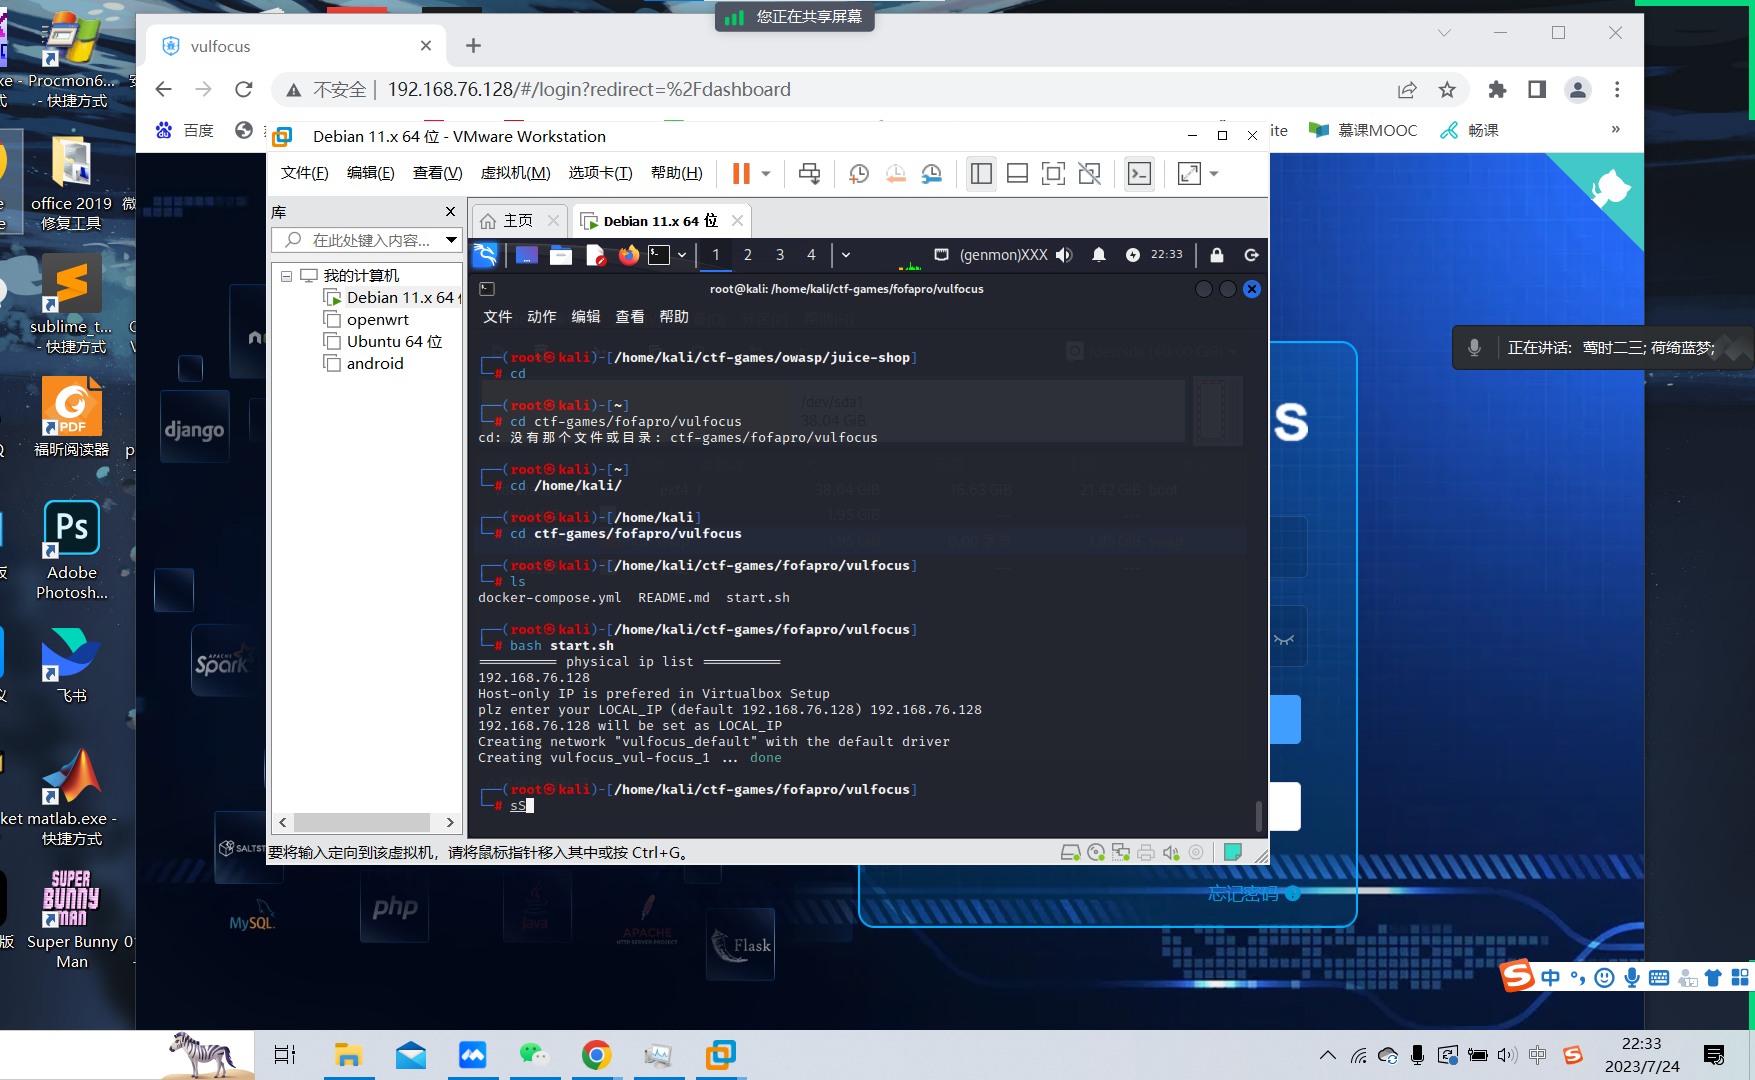 您正在共享屏幕
vulfocus
不安全
192.168.76.128/#/login?redirect=%2Fdashboard
百度
ite
慕课MOOC
畅课
»
Debian 11.x 64 位 - VMware Workstation
文件(F) 编辑(E) 查看(V) 虚拟机(M) 选项卡(T) 帮助(H)
库
在此处键入内容...
我的计算机
Debian 11.x 64 位
openwrt
Ubuntu 64 位
android
主页
Debian 11.x 64 位
1 2 3 4
(genmon)XXX
22:33
root@kali: /home/kali/ctf-games/fofapro/vulfocus
文件 动作 编辑 查看 帮助
┌──(root㉿kali)-[/home/kali/ctf-games/owasp/juice-shop]
└─# cd
┌──(root㉿kali)-[~]
└─# cd ctf-games/fofapro/vulfocus
cd: 没有那个文件或目录: ctf-games/fofapro/vulfocus
┌──(root㉿kali)-[~]
└─# cd /home/kali/
┌──(root㉿kali)-[/home/kali]
└─# cd ctf-games/fofapro/vulfocus
┌──(root㉿kali)-[/home/kali/ctf-games/fofapro/vulfocus]
└─# ls
docker-compose.yml README.md start.sh
┌──(root㉿kali)-[/home/kali/ctf-games/fofapro/vulfocus]
└─# bash start.sh
========== physical ip list ==========
192.168.76.128
Host-only IP is prefered in Virtualbox Setup
plz enter your LOCAL_IP (default 192.168.76.128) 192.168.76.128
192.168.76.128 will be set as LOCAL_IP
Creating network "vulfocus_default" with the default driver
Creating vulfocus_vul-focus_1 ... done
┌──(root㉿kali)-[/home/kali/ctf-games/fofapro/vulfocus]
└─# sS
要将输入定向到该虚拟机，请将鼠标指针移入其中或按 Ctrl+G。
正在讲话: 莺时二三; 荷绮蓝梦;
S
忘记密码
django
APACHE
Spark
SALTST
MySQL
php
Java
APACHE
HTTP SERVER PROJECT
Flask
Procmon6...
- 快捷方式
office 2019
修复工具
sublime_t...
- 快捷方式
PDF
福昕阅读器
Ps
Adobe
Photosh...
飞书
matlab.exe -
快捷方式
SUPER
BUNNY
MAN
Super Bunny
Man
中
22:33
2023/7/24